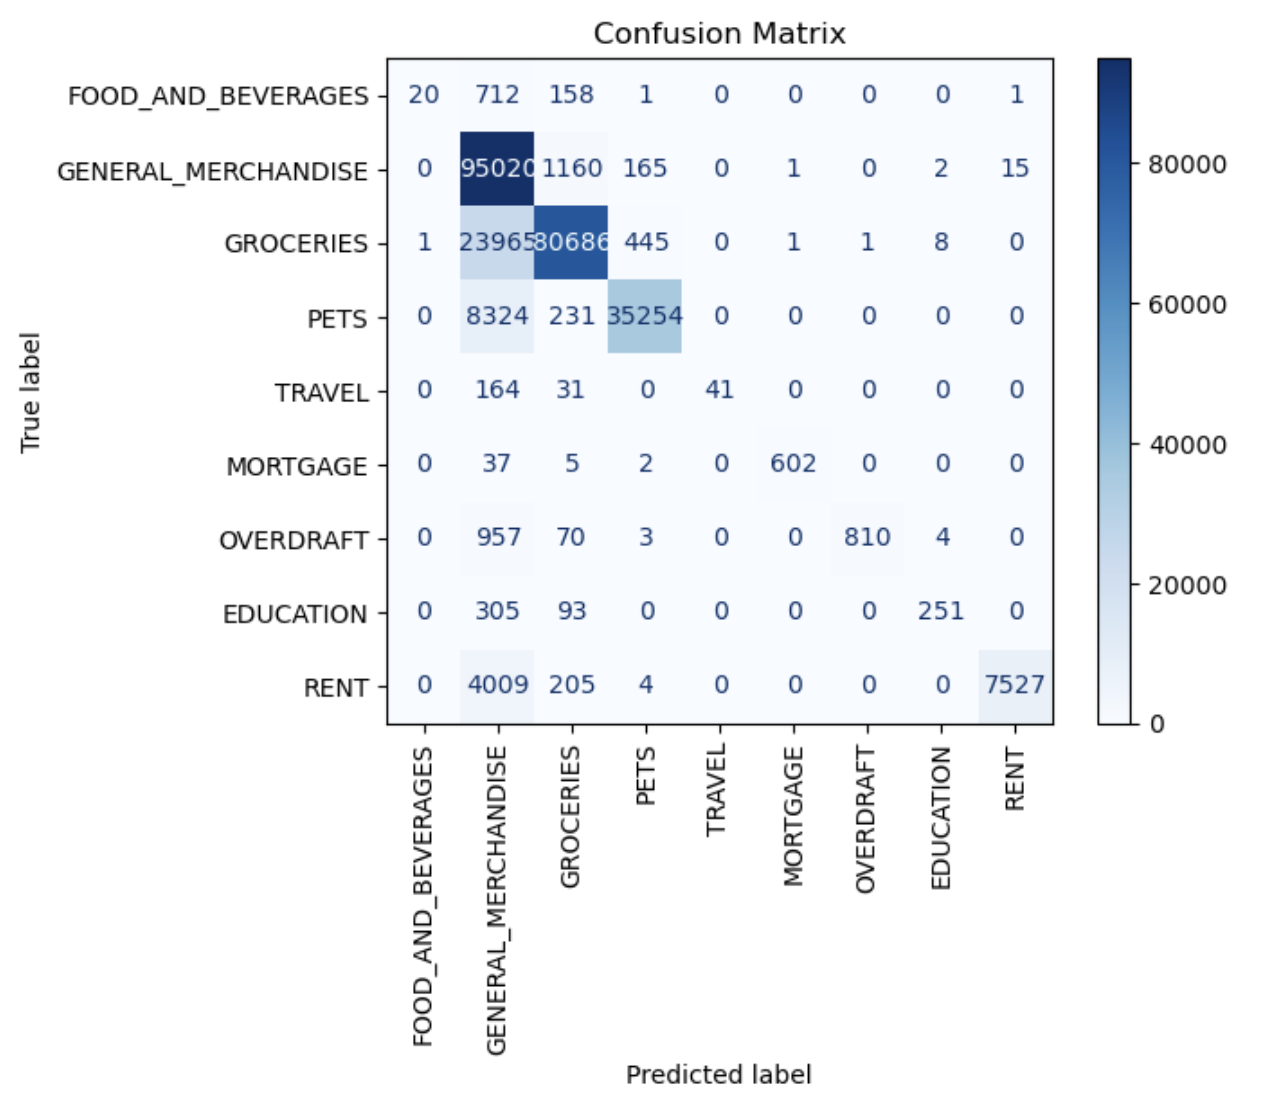 Confusion Matrix
FOOD_AND_BEVERAGES 20 712 158 1 0 0 0 0 1
GENERAL_MERCHANDISE 0 95020 1160 165 0 1 0 2 15
GROCERIES 1 23965 80686 445 0 1 1 8 0
PETS 0 8324 231 35254 0 0 0 0 0
TRAVEL 0 164 31 0 41 0 0 0 0
MORTGAGE 0 37 5 2 0 602 0 0 0
OVERDRAFT 0 957 70 3 0 0 810 4 0
EDUCATION 0 305 93 0 0 0 0 251 0
RENT 0 4009 205 4 0 0 0 0 7527
True label
FOOD_AND_BEVERAGES
GENERAL_MERCHANDISE
GROCERIES
PETS
TRAVEL
MORTGAGE
OVERDRAFT
EDUCATION
RENT
Predicted label
80000
60000
40000
20000
0